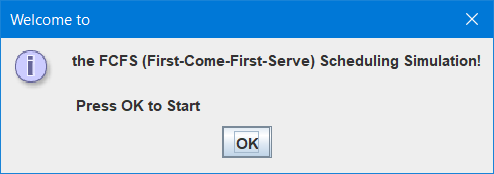 Welcome to
the FCFS (First-Come-First-Serve) Scheduling Simulation!
Press OK to Start
OK